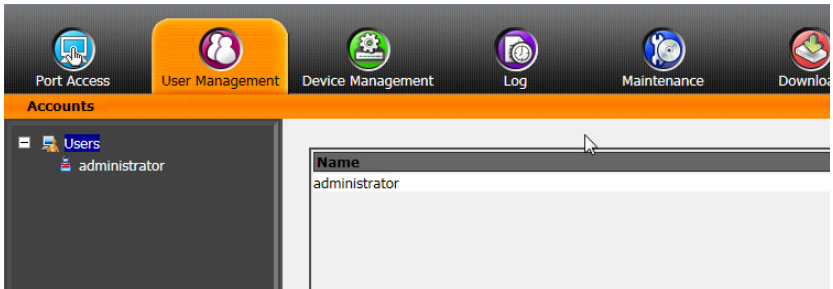 Port Access User Management Device Management Log Maintenance
Accounts
Users
administrator
Name
administrator